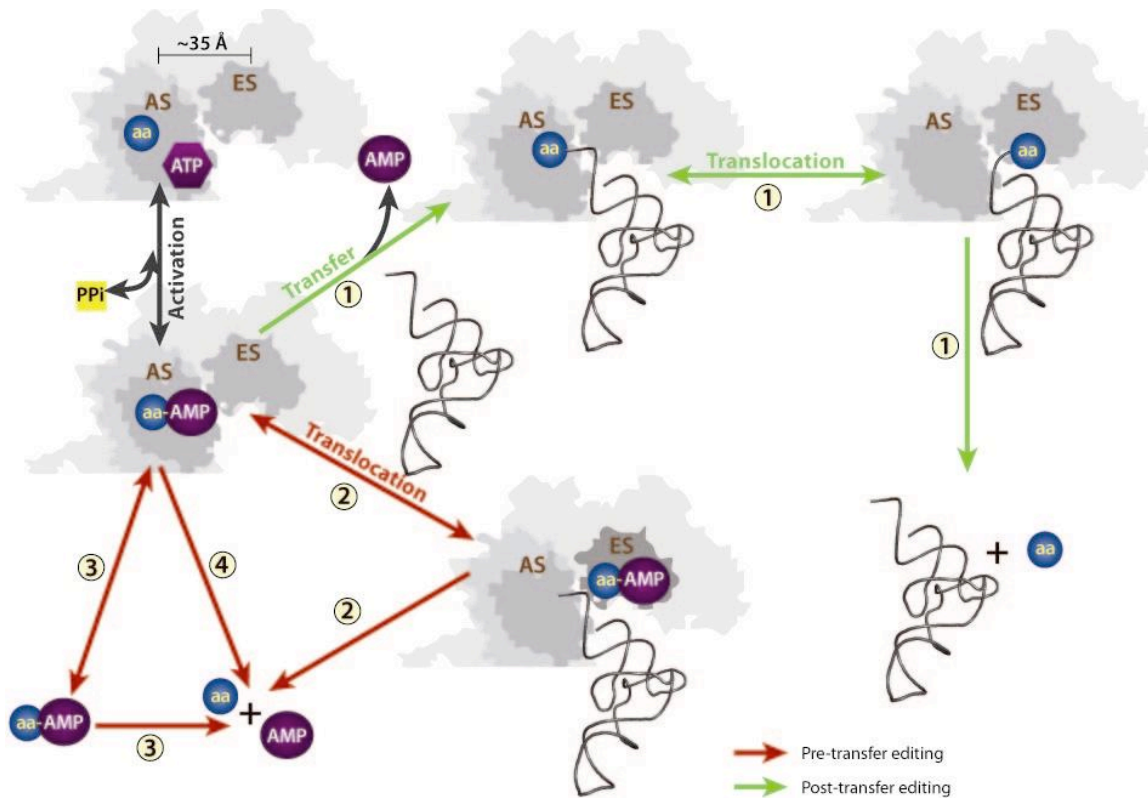 ~35 Å
AS
ES
aa
ATP
AMP
AS
aa
ES
Translocation
1
AS
ES
aa
Activation
PPi
Transfer
1
AS
ES
aa-AMP
1
Translocation
2
3
4
2
AS
ES
aa-AMP
+
aa
aa-AMP
3
aa
+
AMP
Pre-transfer editing
Post-transfer editing